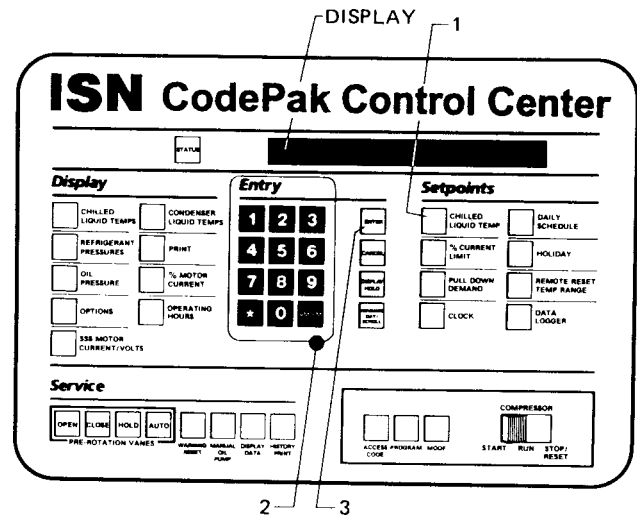 DISPLAY
1
ISN CodePak Control Center
STATUS
Display
CHILLED
LIQUID TEMPS
CONDENSER
LIQUID TEMPS
REFRIGERANT
PRESSURES
PRINT
OIL
PRESSURE
% MOTOR
CURRENT
OPTIONS
OPERATING
HOURS
SSS MOTOR
CURRENT/VOLTS
Entry
1 2 3
4 5 6
7 8 9
* 0
ENTER
CANCEL
DISPLAY
HOLD
ADVANCE
DAY/
SCROLL
Setpoints
CHILLED
LIQUID TEMP
DAILY
SCHEDULE
% CURRENT
LIMIT
HOLIDAY
PULL DOWN
DEMAND
REMOTE RESET
TEMP RANGE
CLOCK
DATA
LOGGER
Service
OPEN CLOSE HOLD AUTO
PRE-ROTATION VANES
WARNING
RESET
MANUAL
OIL
PUMP
DISPLAY
DATA
HISTORY
PRINT
ACCESS
CODE
PROGRAM
MODE
COMPRESSOR
START RUN STOP/
RESET
2
3